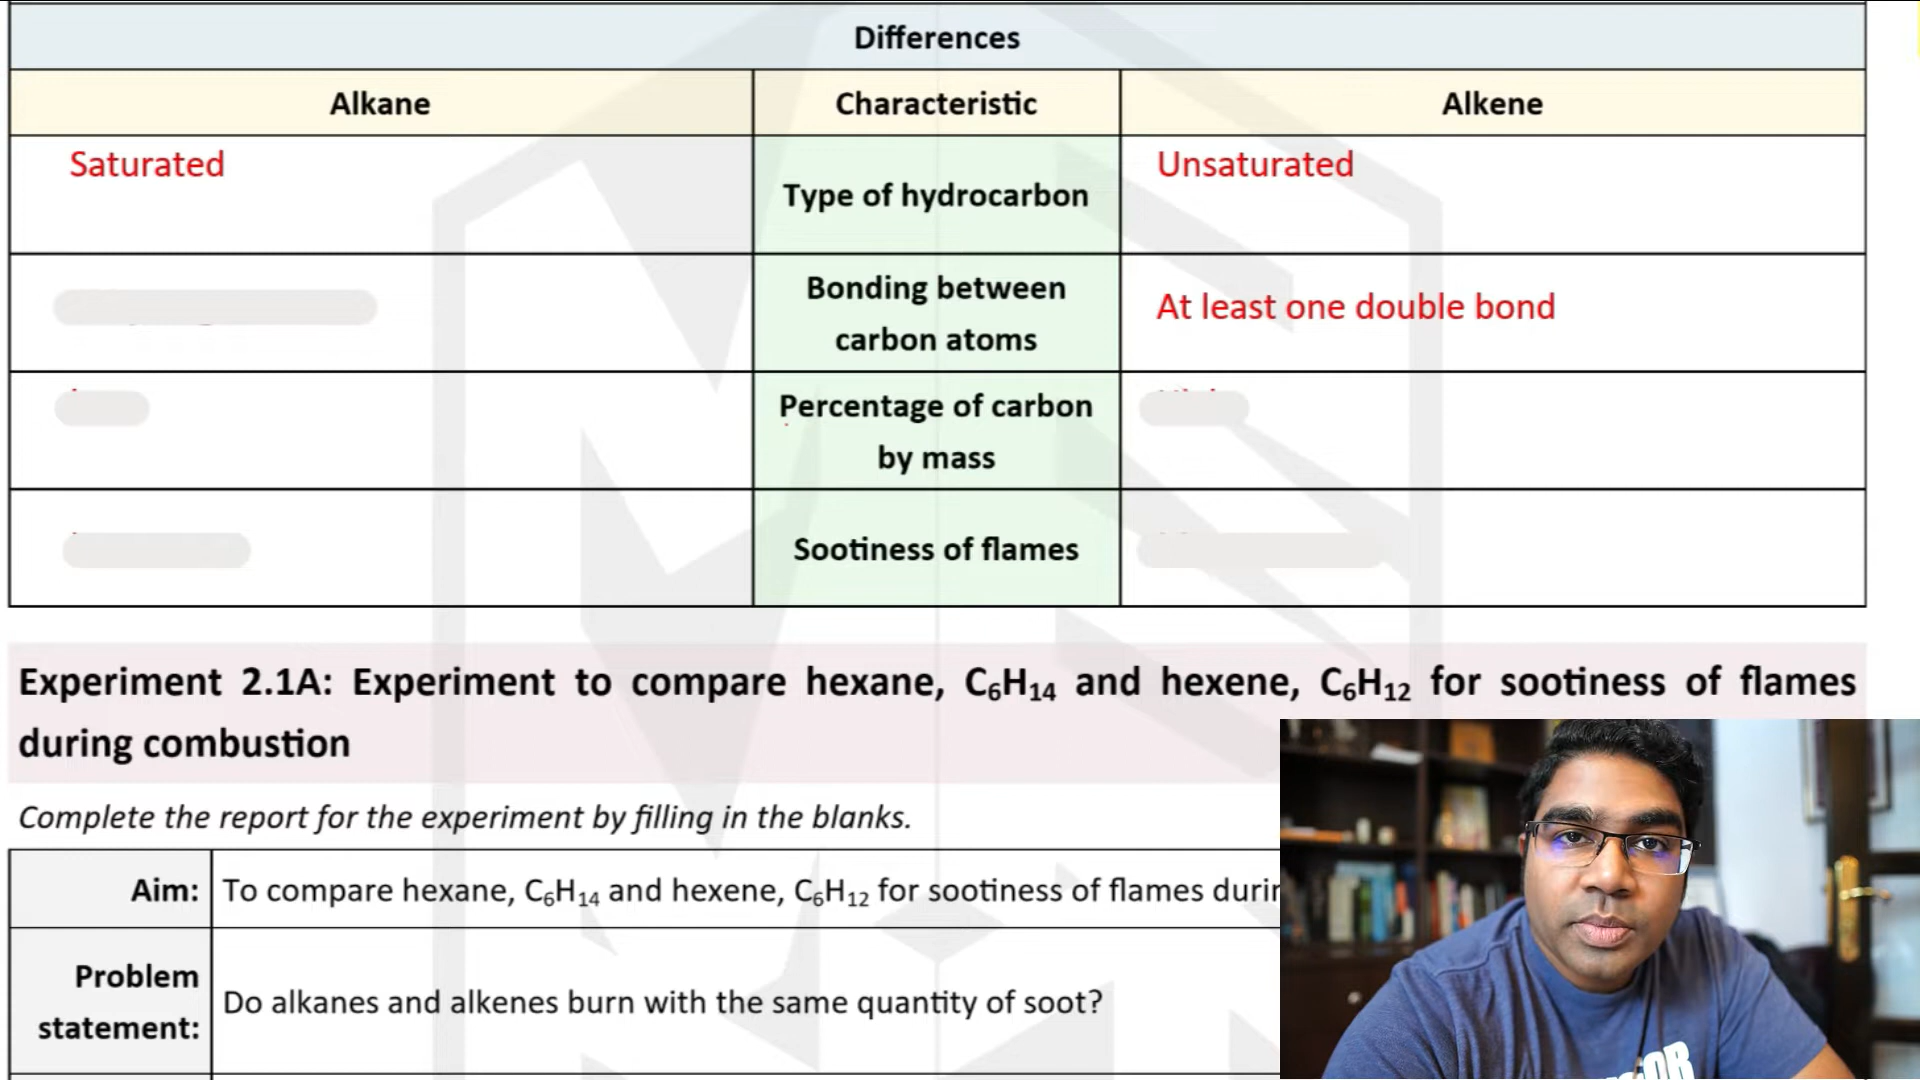 Differences
Alkane Characteristic Alkene
Saturated Type of hydrocarbon Unsaturated
Bonding between
carbon atoms
At least one double bond
Percentage of carbon
by mass
Sootiness of flames
Experiment 2.1A: Experiment to compare hexane, C₆H₁₄ and hexene, C₆H₁₂ for sootiness of flames
during combustion
Complete the report for the experiment by filling in the blanks.
Aim: To compare hexane, C₆H₁₄ and hexene, C₆H₁₂ for sootiness of flames
Problem
statement:
Do alkanes and alkenes burn with the same quantity of soot?